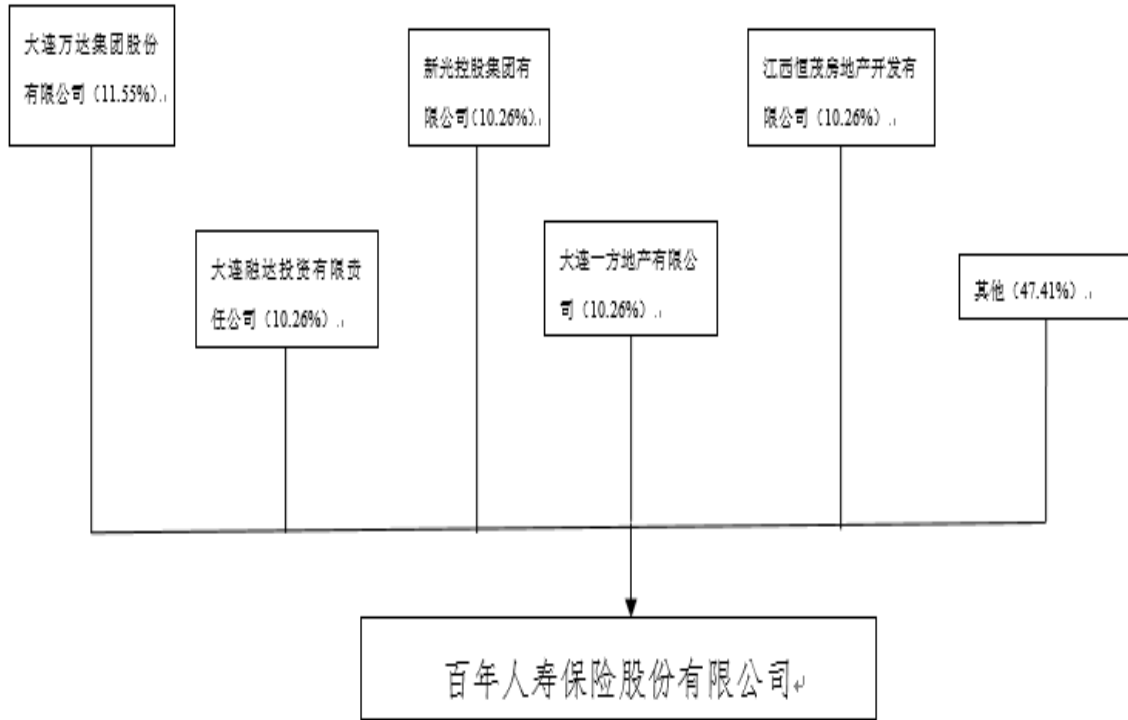 大连万达集团股份
有限公司（11.55%）
新光控股集团有
限公司（10.26%）
江西恒茂房地产开发有
限公司（10.26%）
大连融达投资有限责
任公司（10.26%）
大连一方地产有限公
司（10.26%）
其他（47.41%）
百年人寿保险股份有限公司